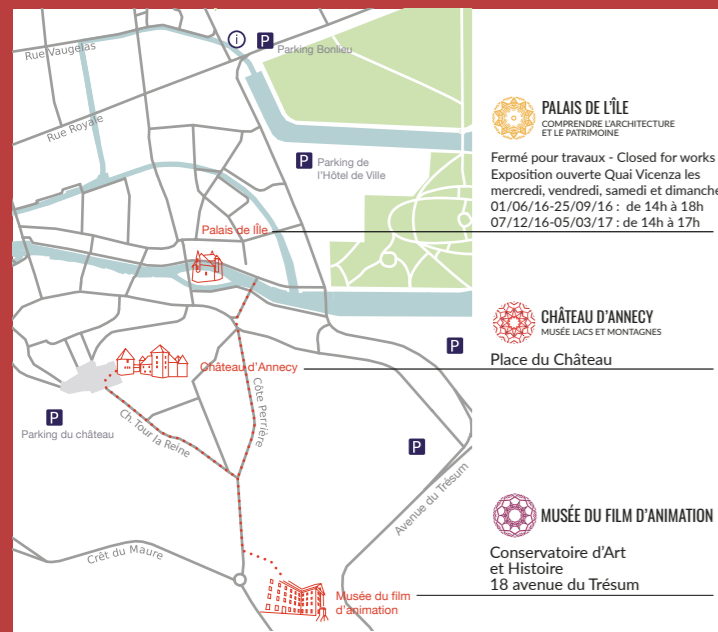 Rue Vaugelas
i
P
Parking Bonlieu
Rue Royale
P
Parking de
l'Hôtel de Ville
Palais de lÎle
Château d'Annecy
P
Côte Perrière
P
Parking du château
Ch. Tour la Reine
P
Avenue du Trésum
Crêt du Maure
Musée du film
d'animation
PALAIS DE L'ÎLE
COMPRENDRE L'ARCHITECTURE
ET LE PATRIMOINE
Fermé pour travaux - Closed for works
Exposition ouverte Quai Vicenza les
mercredi, vendredi, samedi et dimanche
01/06/16-25/09/16 : de 14h à 18h
07/12/16-05/03/17 : de 14h à 17h
CHÂTEAU D'ANNECY
MUSÉE LACS ET MONTAGNES
Place du Château
MUSÉE DU FILM D'ANIMATION
Conservatoire d'Art
et Histoire
18 avenue du Trésum